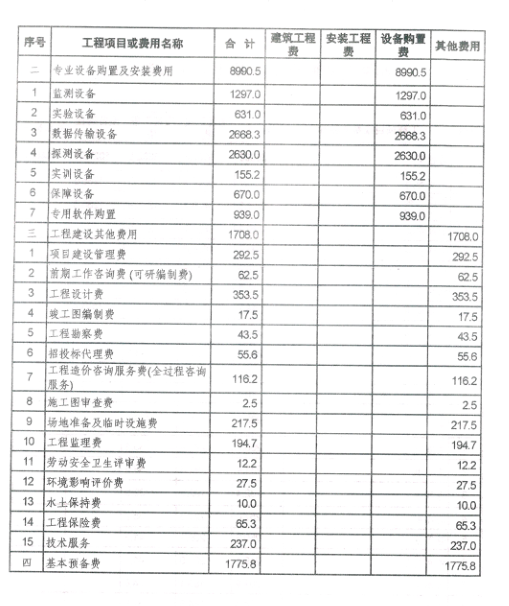 序号 工程项目或费用名称 合 计 建筑工程费 安装工程费 设备购置费 其他费用
二 专业设备购置及安装费用 8990.5 8990.5
1 监测设备 1297.0 1297.0
2 实验设备 631.0 631.0
3 数据传输设备 2668.3 2668.3
4 探测设备 2630.0 2630.0
5 实训设备 155.2 155.2
6 保障设备 670.0 670.0
7 专用软件购置 939.0 939.0
三 工程建设其他费用 1708.0 1708.0
1 项目建设管理费 292.5 292.5
2 前期工作咨询费(可研编制费) 62.5 62.5
3 工程设计费 353.5 353.5
4 竣工图编制费 17.5 17.5
5 工程勘察费 43.5 43.5
6 招投标代理费 55.6 55.6
7 工程造价咨询服务费(全过程咨询服务) 116.2 116.2
8 施工图审查费 2.5 2.5
9 场地准备及临时设施费 217.5 217.5
10 工程监理费 194.7 194.7
11 劳动安全卫生评审费 12.2 12.2
12 环境影响评价费 27.5 27.5
13 水土保持费 10.0 10.0
14 工程保险费 65.3 65.3
15 技术服务 237.0 237.0
四 基本预备费 1775.8 1775.8